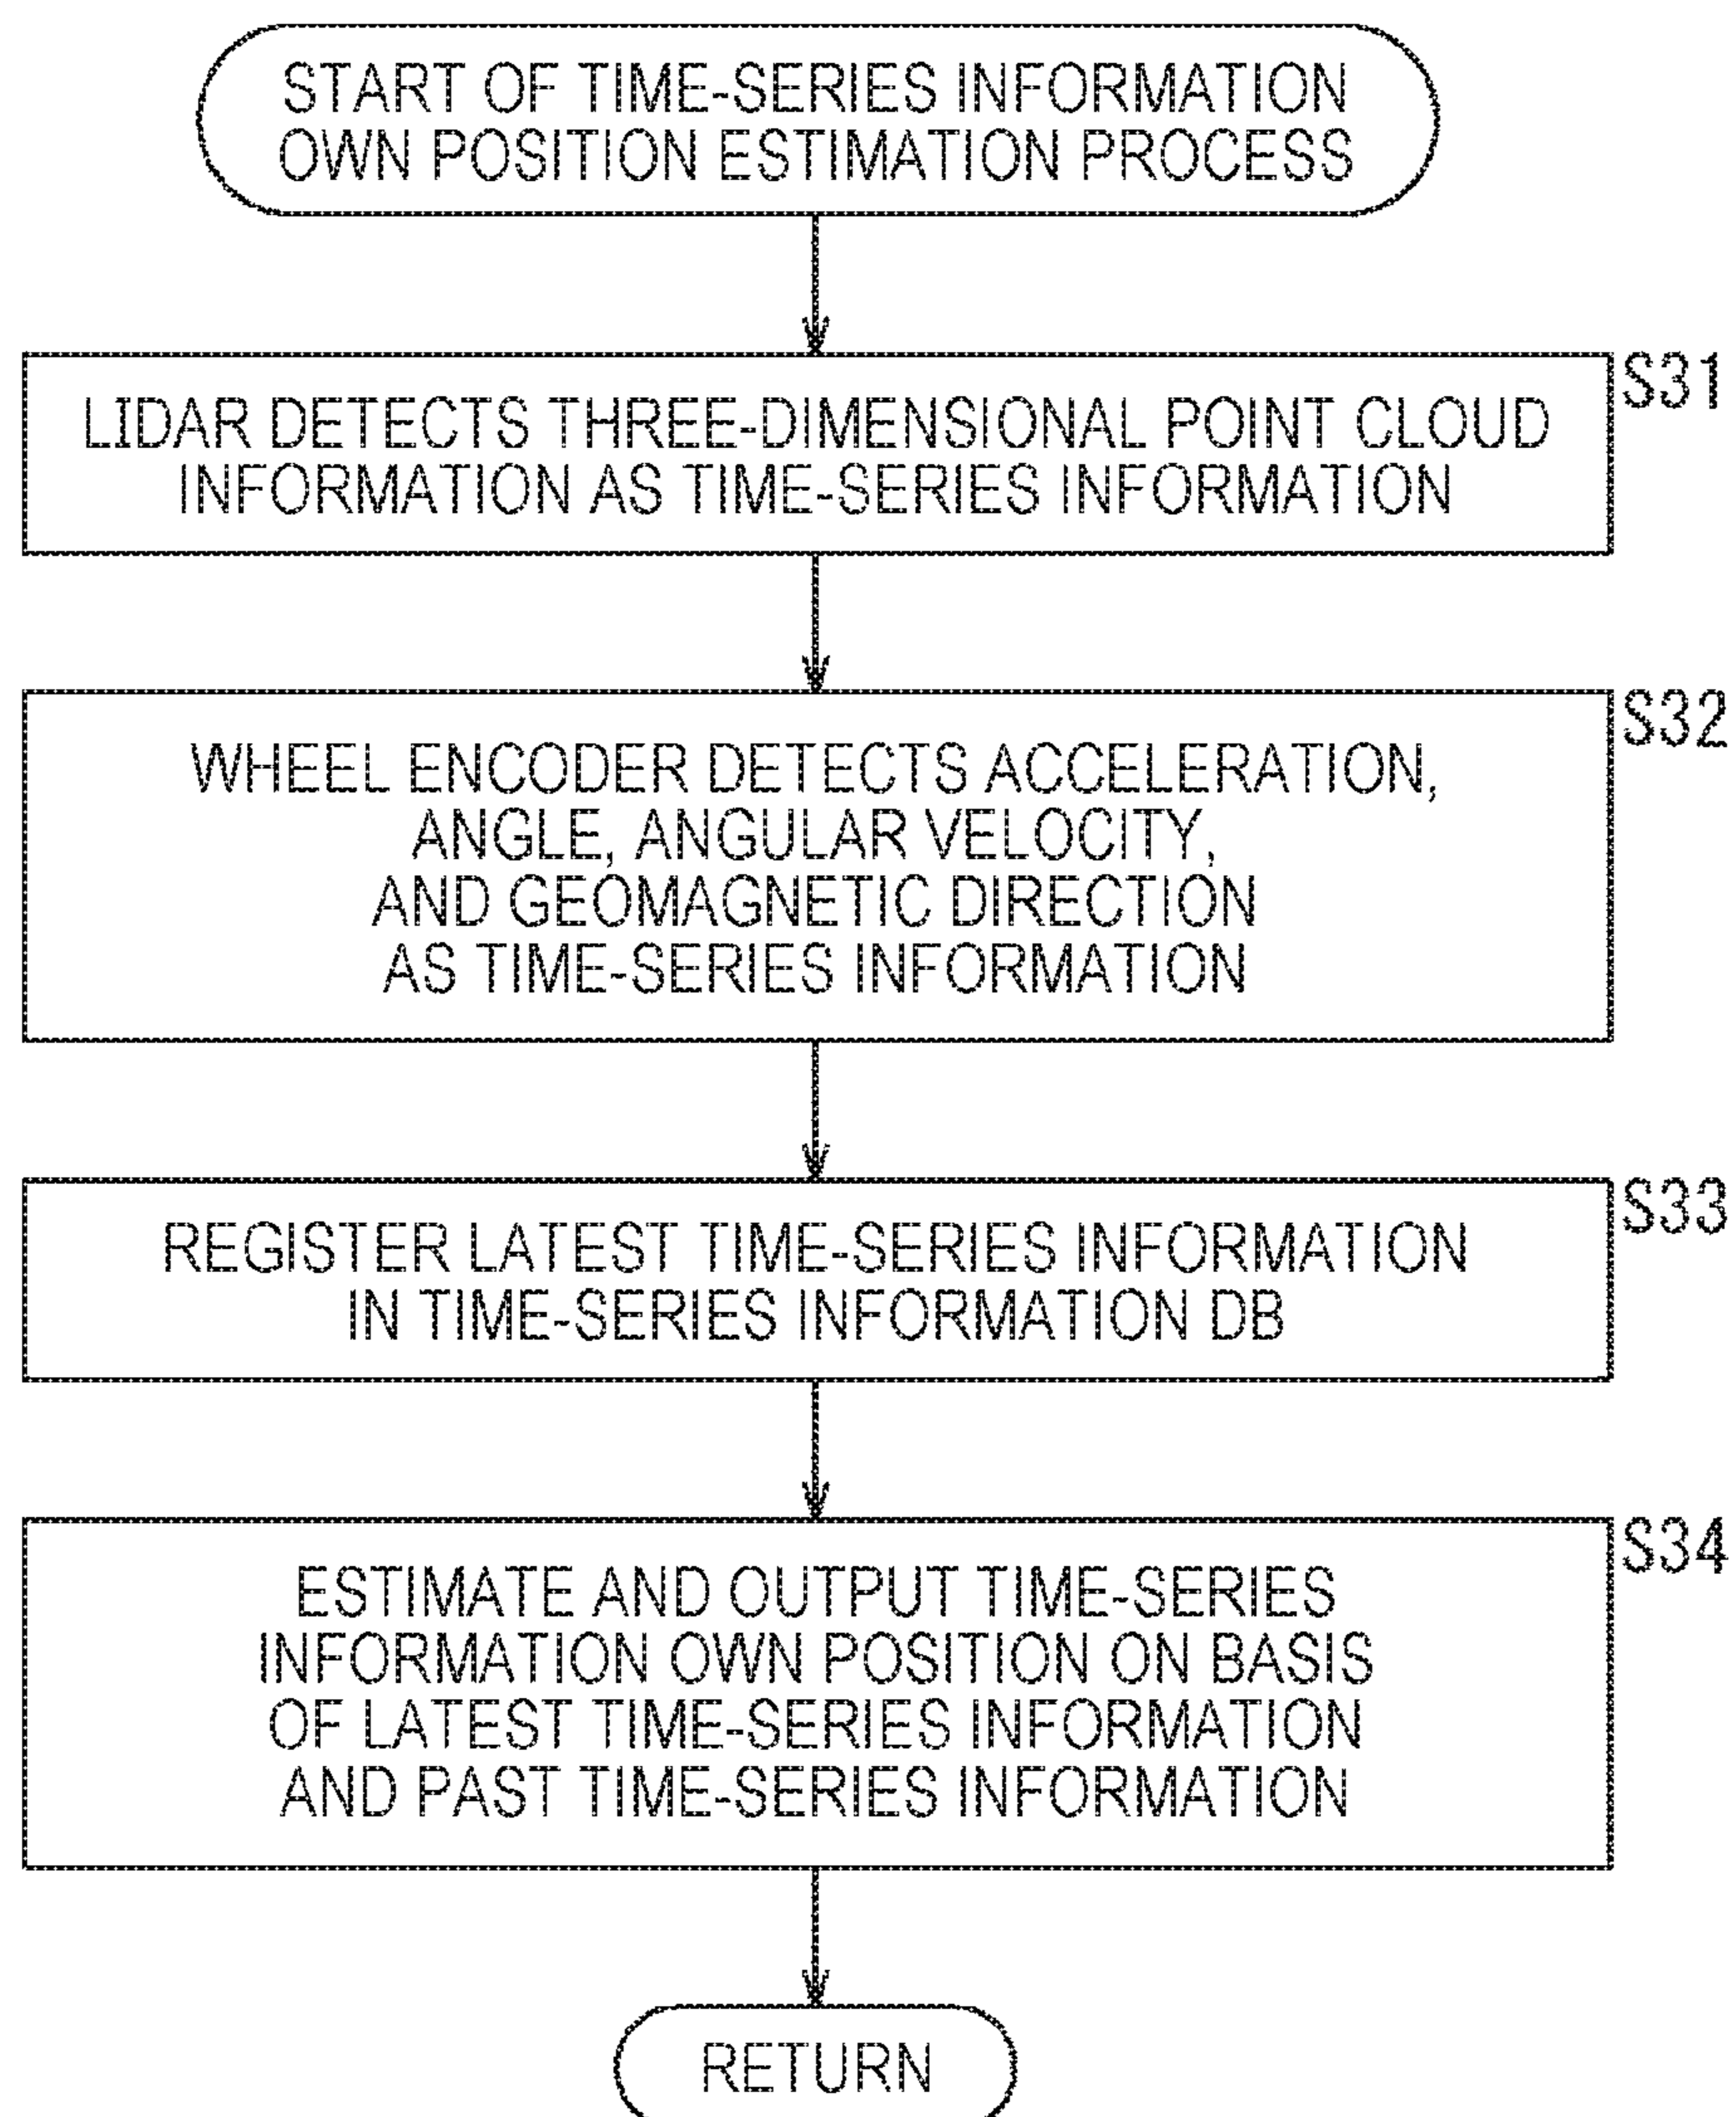 START OF TIME-SERIES INFORMATION
OWN POSITION ESTIMATION PROCESS
S31
LIDAR DETECTS THREE-DIMENSIONAL POINT CLOUD
INFORMATION AS TIME-SERIES INFORMATION
S32
WHEEL ENCODER DETECTS ACCELERATION,
ANGLE, ANGULAR VELOCITY,
AND GEOMAGNETIC DIRECTION
AS TIME-SERIES INFORMATION
S33
REGISTER LATEST TIME-SERIES INFORMATION
IN TIME-SERIES INFORMATION DB
S34
ESTIMATE AND OUTPUT TIME-SERIES
INFORMATION OWN POSITION ON BASIS
OF LATEST TIME-SERIES INFORMATION
AND PAST TIME-SERIES INFORMATION
RETURN